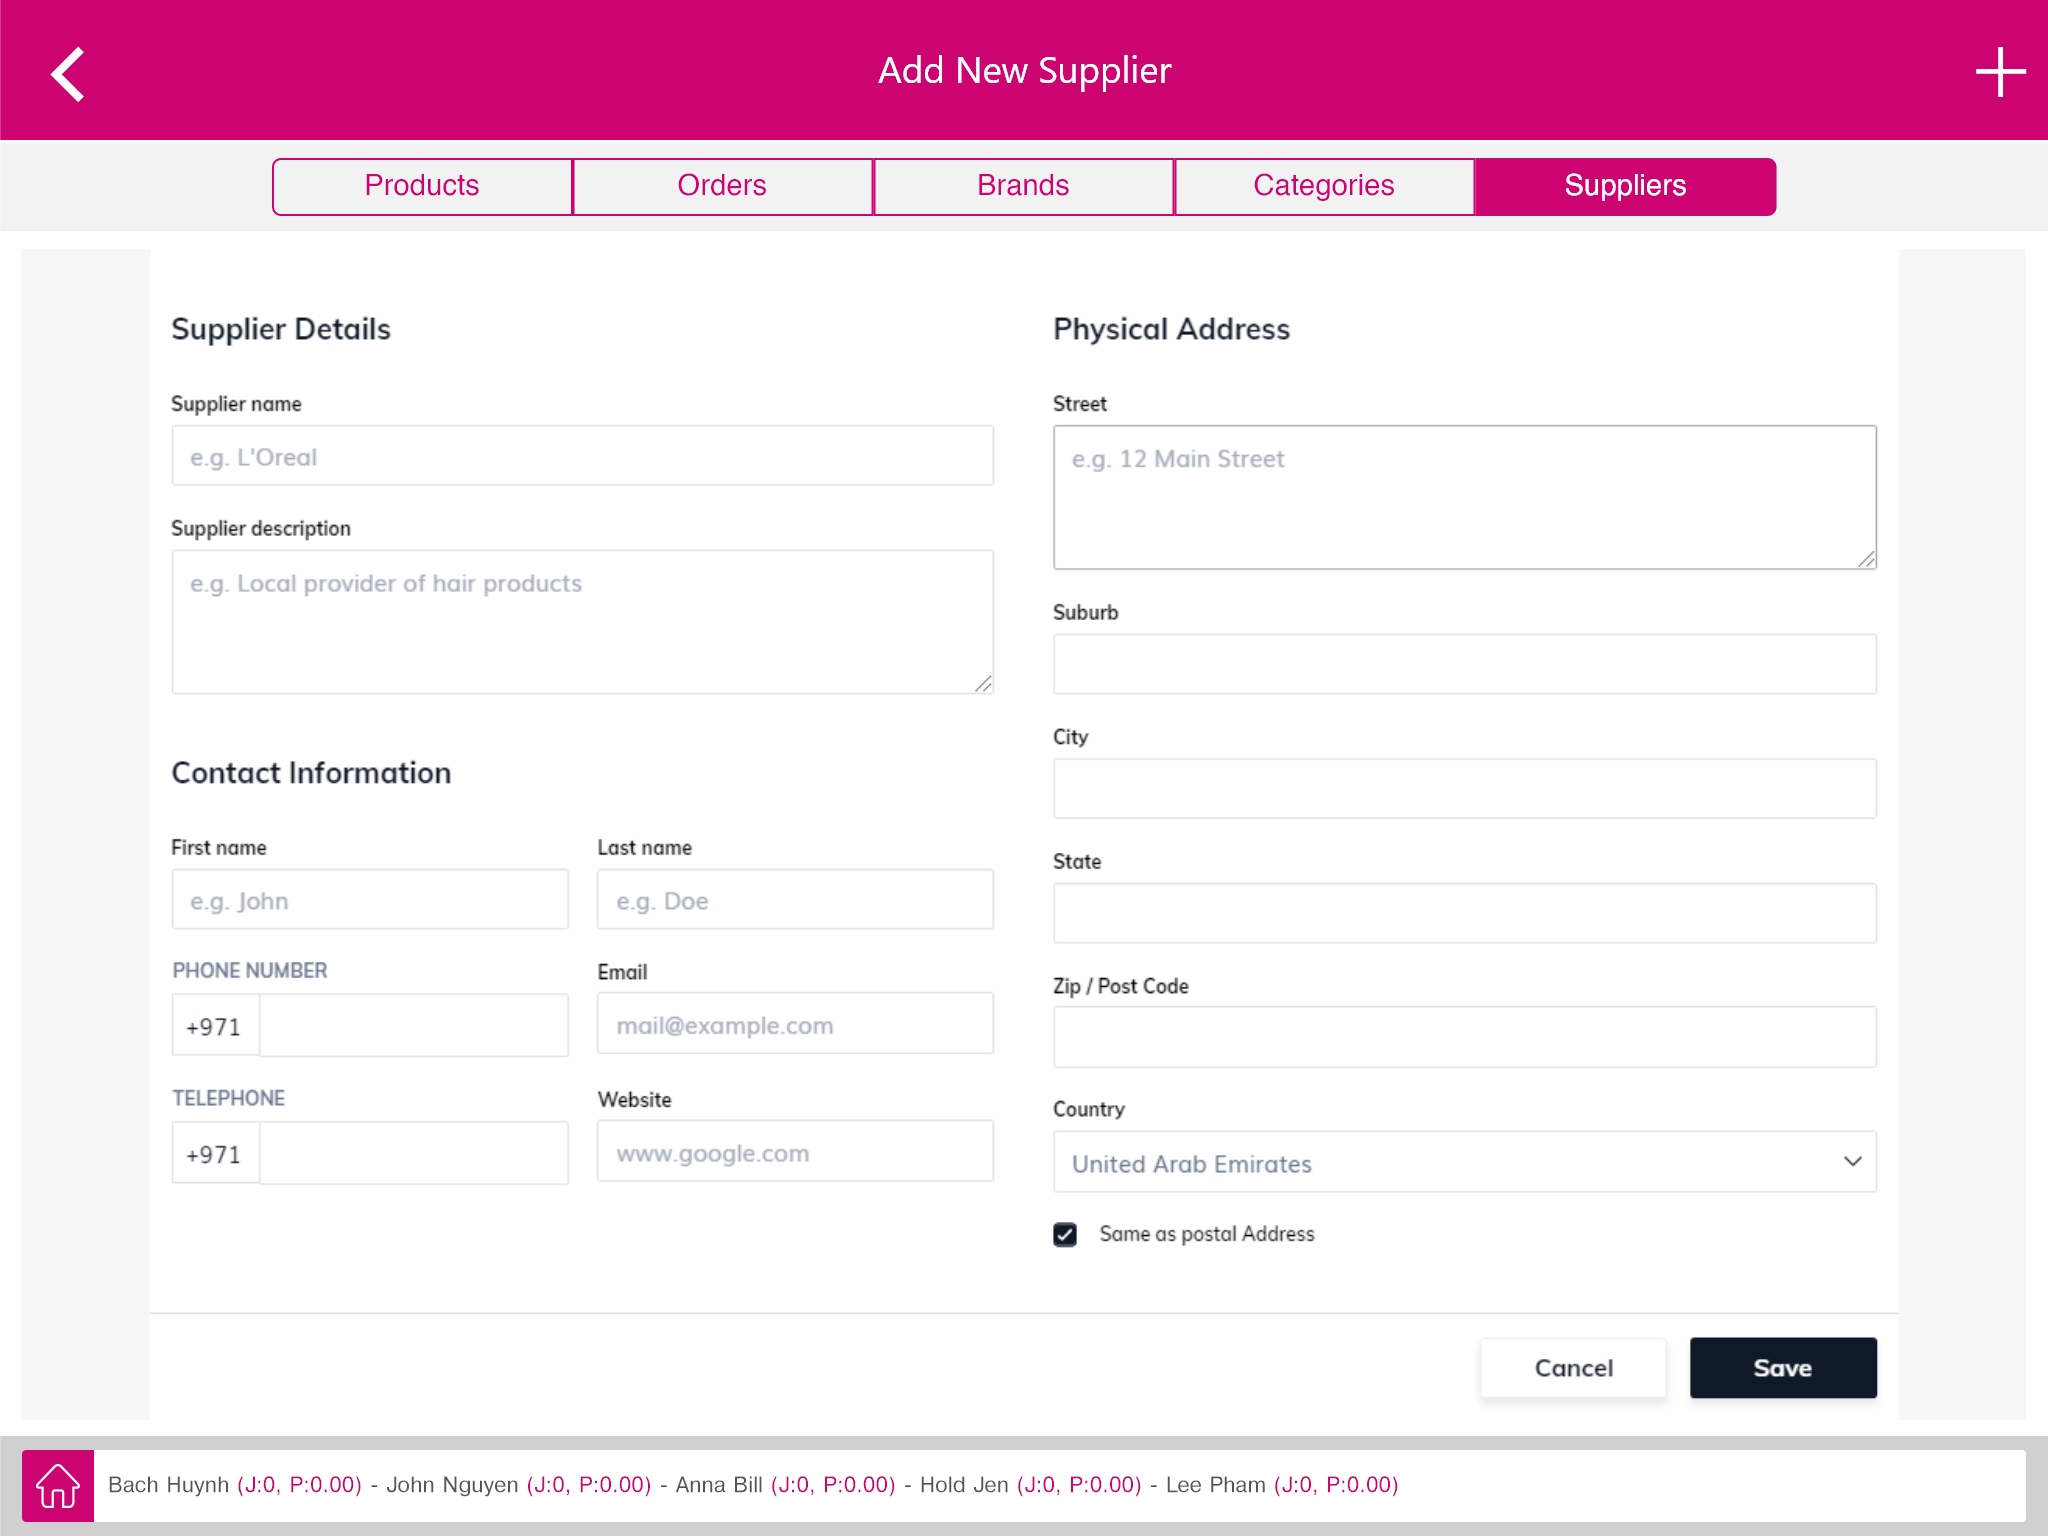 Add New Supplier
Products Orders Brands Categories Suppliers
Supplier Details
Supplier name
e.g. L'Oreal
Supplier description
e.g. Local provider of hair products
Contact Information
First name Last name
e.g. John e.g. Doe
PHONE NUMBER Email
+971 mail@example.com
TELEPHONE Website
+971 www.google.com
Physical Address
Street
e.g. 12 Main Street
Suburb
City
State
Zip / Post Code
Country
United Arab Emirates
Same as postal Address
Cancel Save
Bach Huynh (J:0, P:0.00) - John Nguyen (J:0, P:0.00) - Anna Bill (J:0, P:0.00) - Hold Jen (J:0, P:0.00) - Lee Pham (J:0, P:0.00)